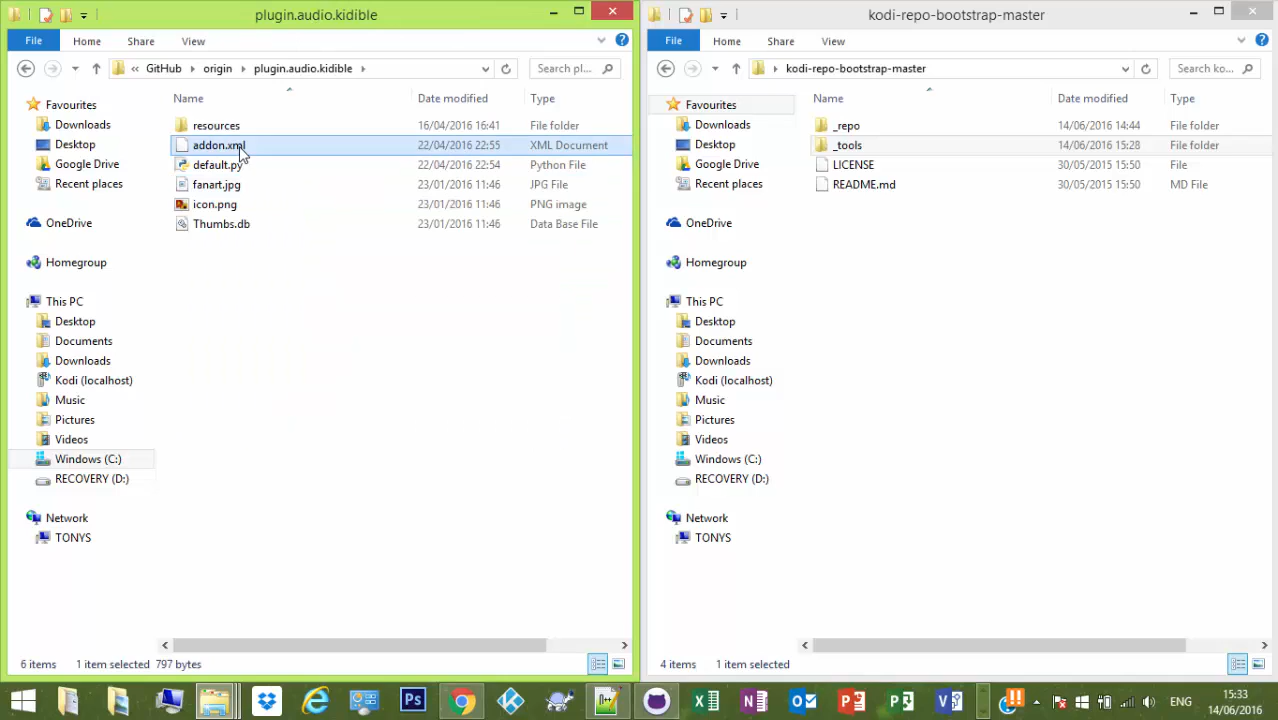 plugin.audio.kidible
File Home Share View
GitHub origin plugin.audio.kidible Search pl...
Favourites
Downloads
Desktop
Google Drive
Recent places
OneDrive
Homegroup
This PC
Desktop
Documents
Downloads
Kodi (localhost)
Music
Pictures
Videos
Windows (C:)
RECOVERY (D:)
Network
TONYS
Name Date modified Type
resources 16/04/2016 16:41 File folder
addon.xml 22/04/2016 22:55 XML Document
default.py 22/04/2016 22:54 Python File
fanart.jpg 23/01/2016 11:46 JPG File
icon.png 23/01/2016 11:46 PNG image
Thumbs.db 23/01/2016 11:46 Data Base File
6 items 1 item selected 797 bytes
kodi-repo-bootstrap-master
File Home Share View
kodi-repo-bootstrap-master Search ko...
Favourites
Downloads
Desktop
Google Drive
Recent places
OneDrive
Homegroup
This PC
Desktop
Documents
Downloads
Kodi (localhost)
Music
Pictures
Videos
Windows (C:)
RECOVERY (D:)
Network
TONYS
Name Date modified Type
_repo 14/06/2016 14:44 File folder
_tools 14/06/2016 15:28 File folder
LICENSE 30/05/2015 15:50 File
README.md 30/05/2015 15:50 MD File
4 items 1 item selected
Ps
ENG
15:33
14/06/2016